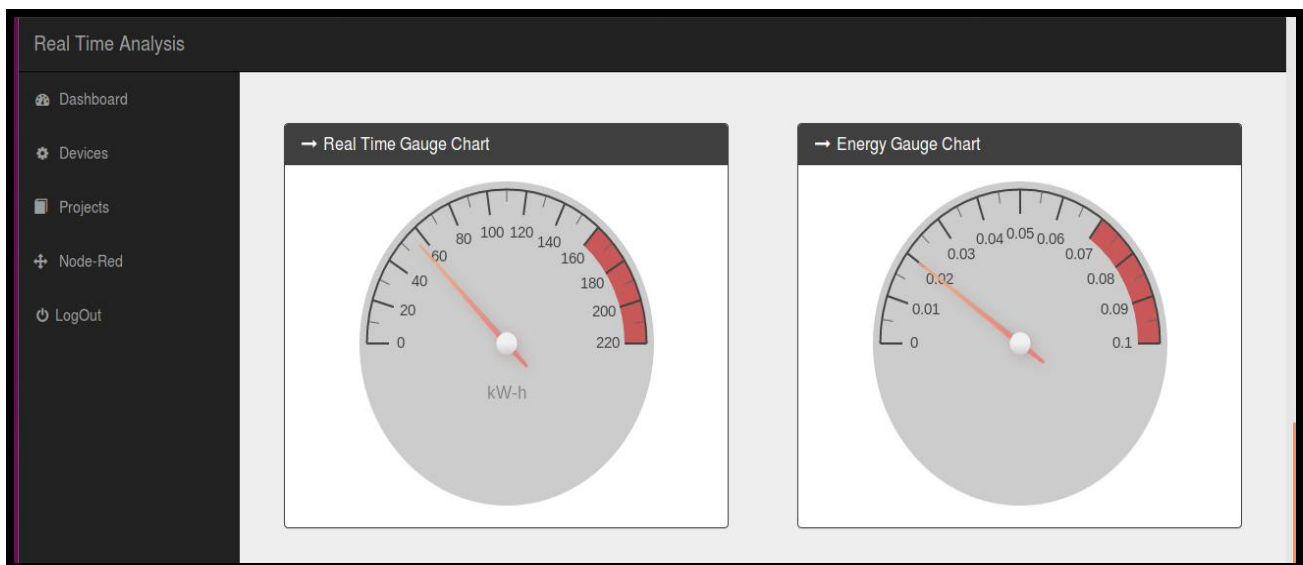 Real Time Analysis
Dashboard
Devices
Projects
Node-Red
LogOut
→ Real Time Gauge Chart
0
20
40
60
80
100
120
140
160
180
200
220
kW-h
→ Energy Gauge Chart
0
0.01
0.02
0.03
0.04
0.05
0.06
0.07
0.08
0.09
0.1